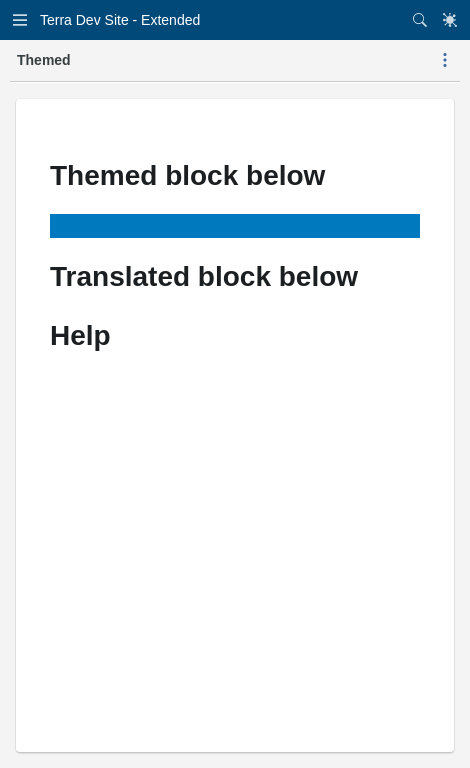 Terra Dev Site - Extended
Themed
Themed block below
Translated block below
Help